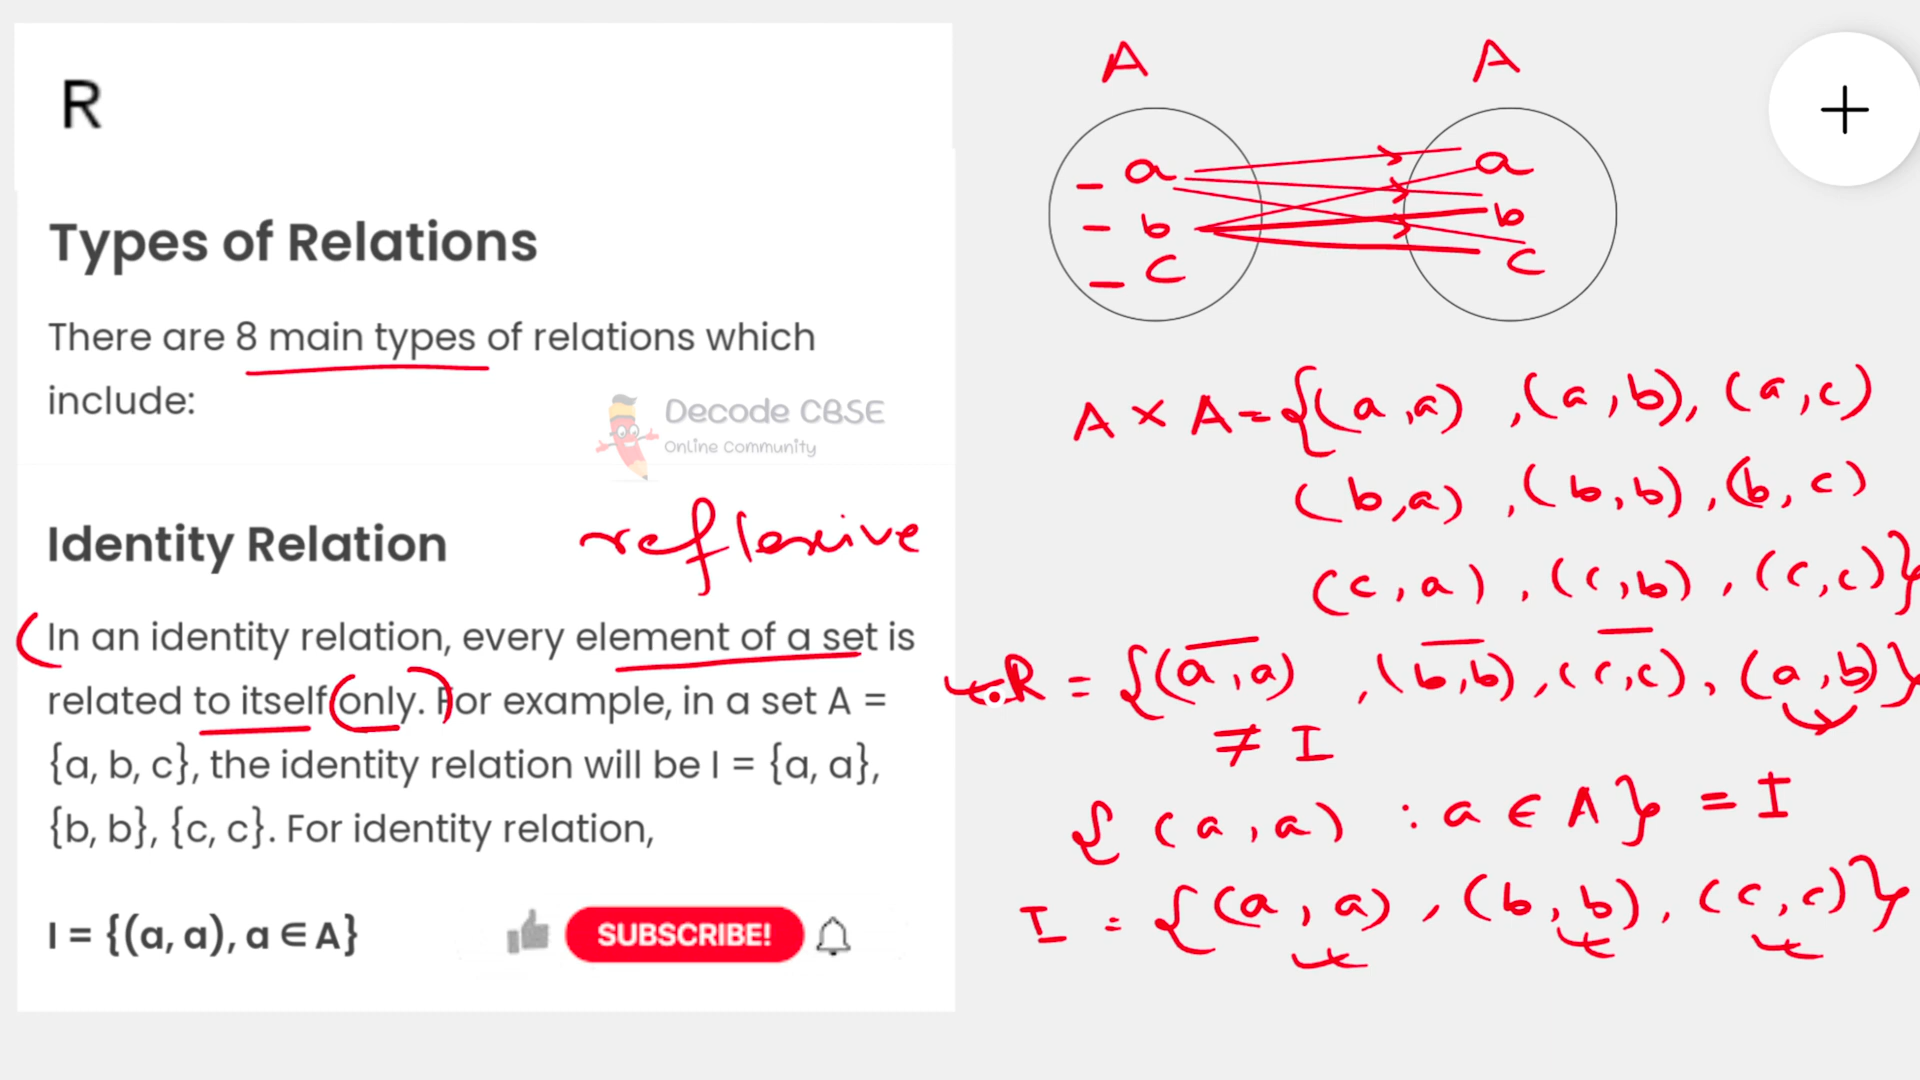 R
Types of Relations
There are 8 main types of relations which
include:
Decode CBSE
Online Community
Identity Relation
reflexive
In an identity relation, every element of a set is
related to itself only. For example, in a set A =
{a, b, c}, the identity relation will be I = {a, a},
{b, b}, {c, c}. For identity relation,
I = {(a, a), a ∈ A}
SUBSCRIBE!
A A
- a a
- b b
- c c
A × A = {(a,a) ,(a,b), (a,c)
(b,a) ,(b,b) ,(b,c)
(c,a) , (c,b) , (c,c)}
R = {(a,a) ,(b,b) ,(c,c), (a,b)}
≠ I
{ (a,a) : a ∈ A} = I
I = {(a,a) , (b,b) , (c,c)}